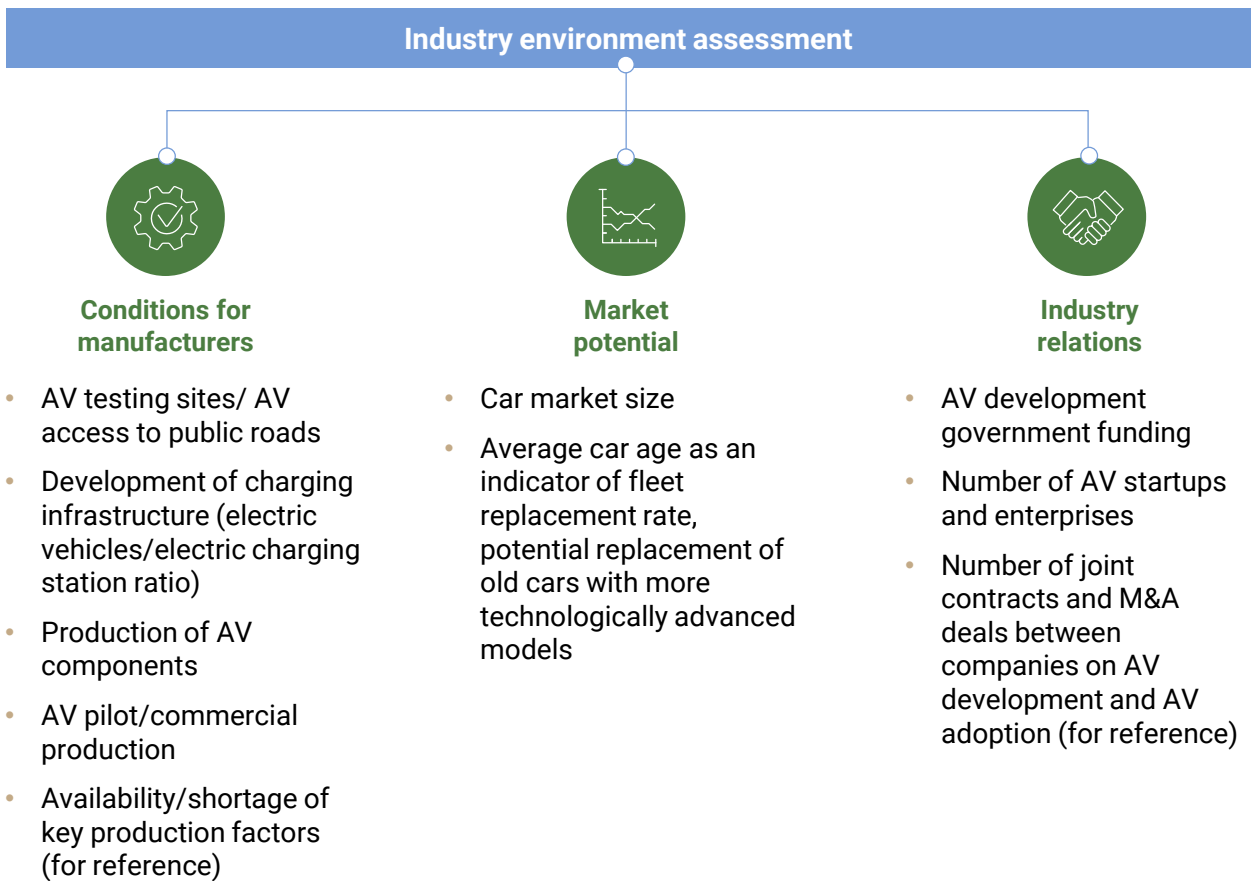 Industry environment assessment
Conditions for
manufacturers
• AV testing sites/ AV
access to public roads
• Development of charging
infrastructure (electric
vehicles/electric charging
station ratio)
• Production of AV
components
• AV pilot/commercial
production
• Availability/shortage of
key production factors
(for reference)
Market
potential
• Car market size
• Average car age as an
indicator of fleet
replacement rate,
potential replacement of
old cars with more
technologically advanced
models
Industry
relations
• AV development
government funding
• Number of AV startups
and enterprises
• Number of joint
contracts and M&A
deals between
companies on AV
development and AV
adoption (for reference)